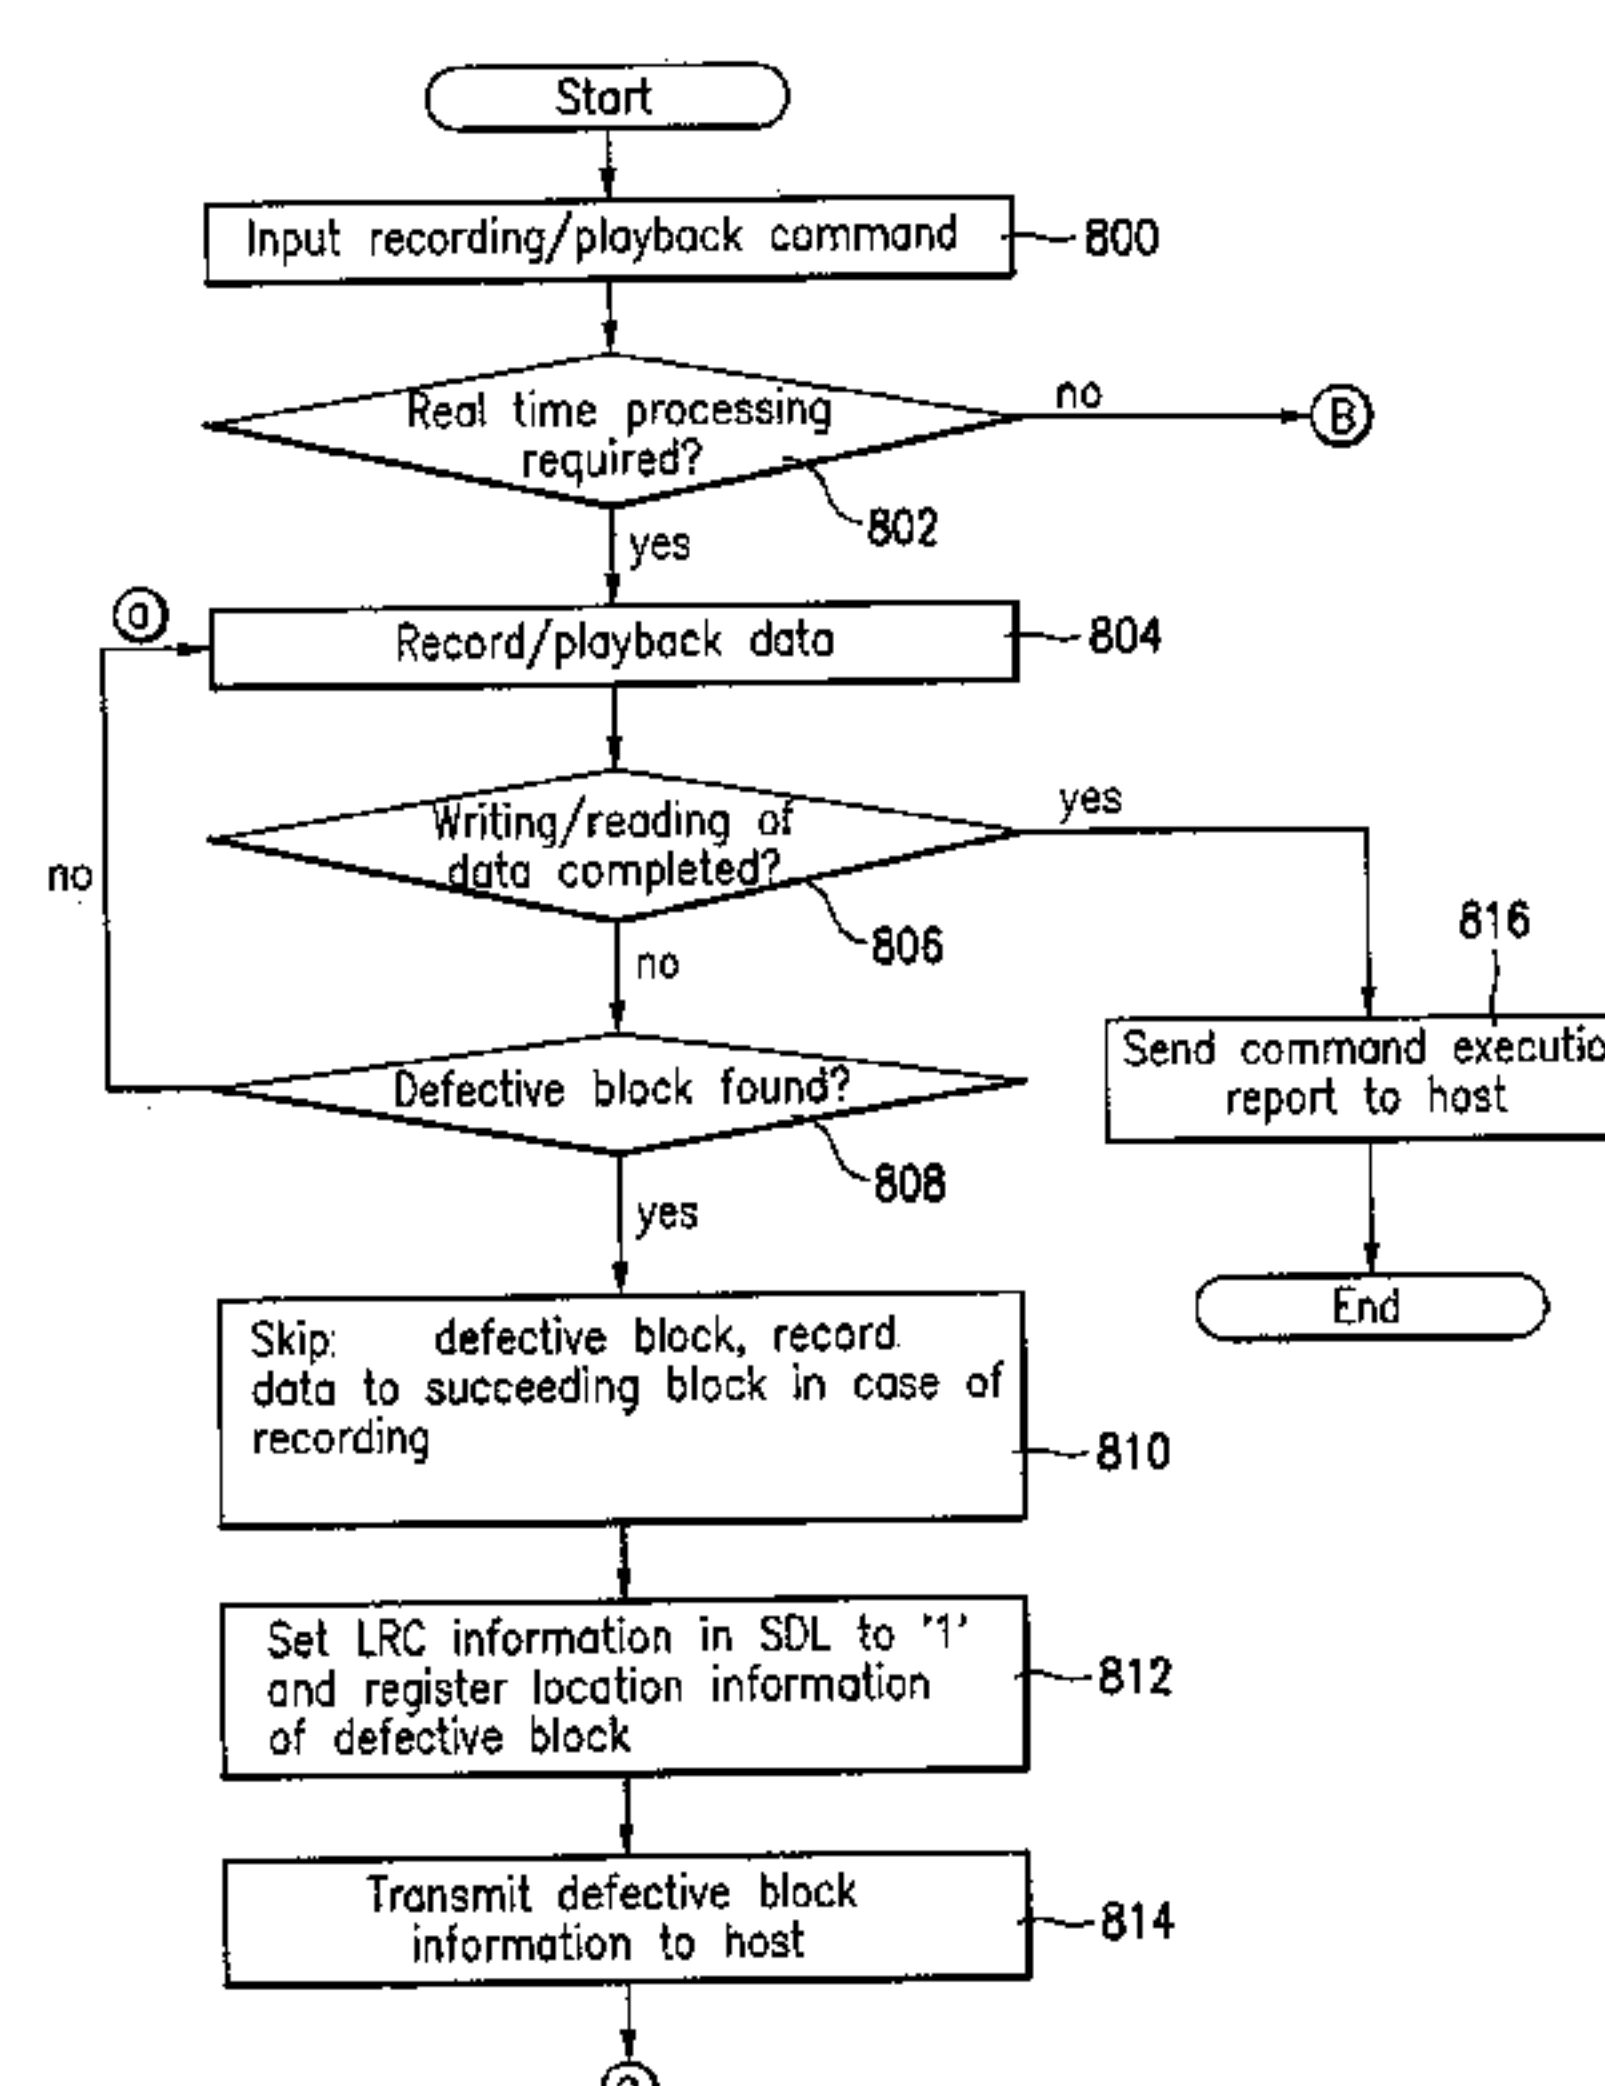 Start
Input recording/playback command
800
Real time processing
required?
no
B
802
yes
a
Record/playback data
804
Writing/reading of
data completed?
yes
no
806
816
no
Send command
report to host
Defective block found?
808
yes
End
Skip: defective block, record
data to succeeding block in case of
recording
810
Set LRC information in SDL to '1'
and register location information
of defective block
812
Transmit defective block
information to host
814